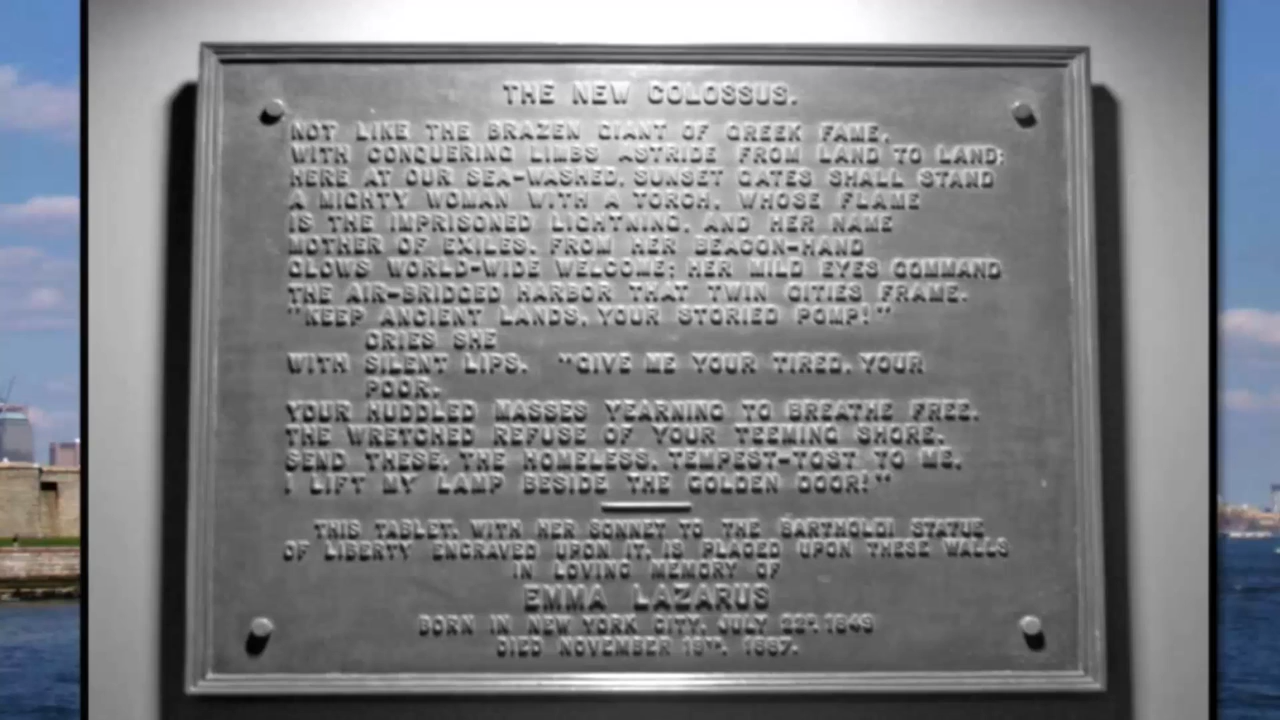 THE NEW COLOSSUS.
NOT LIKE THE BRAZEN GIANT OF GREEK FAME,
WITH CONQUERING LIMBS ASTRIDE FROM LAND TO LAND;
HERE AT OUR SEA-WASHED, SUNSET GATES SHALL STAND
A MIGHTY WOMAN WITH A TORCH, WHOSE FLAME
IS THE IMPRISONED LIGHTNING, AND HER NAME
MOTHER OF EXILES. FROM HER BEACON-HAND
GLOWS WORLD-WIDE WELCOME; HER MILD EYES COMMAND
THE AIR-BRIDGED HARBOR THAT TWIN CITIES FRAME.
"KEEP ANCIENT LANDS, YOUR STORIED POMP!"
CRIES SHE
WITH SILENT LIPS. "GIVE ME YOUR TIRED, YOUR
POOR,
YOUR HUDDLED MASSES YEARNING TO BREATHE FREE,
THE WRETCHED REFUSE OF YOUR TEEMING SHORE.
SEND THESE, THE HOMELESS, TEMPEST-TOST TO ME,
I LIFT MY LAMP BESIDE THE GOLDEN DOOR!"
THIS TABLET, WITH HER SONNET TO THE BARTHOLDI STATUE
OF LIBERTY ENGRAVED UPON IT, IS PLACED UPON THESE WALLS
IN LOVING MEMORY OF
EMMA LAZARUS
BORN IN NEW YORK CITY, JULY 22D, 1849
DIED NOVEMBER 19TH, 1887.